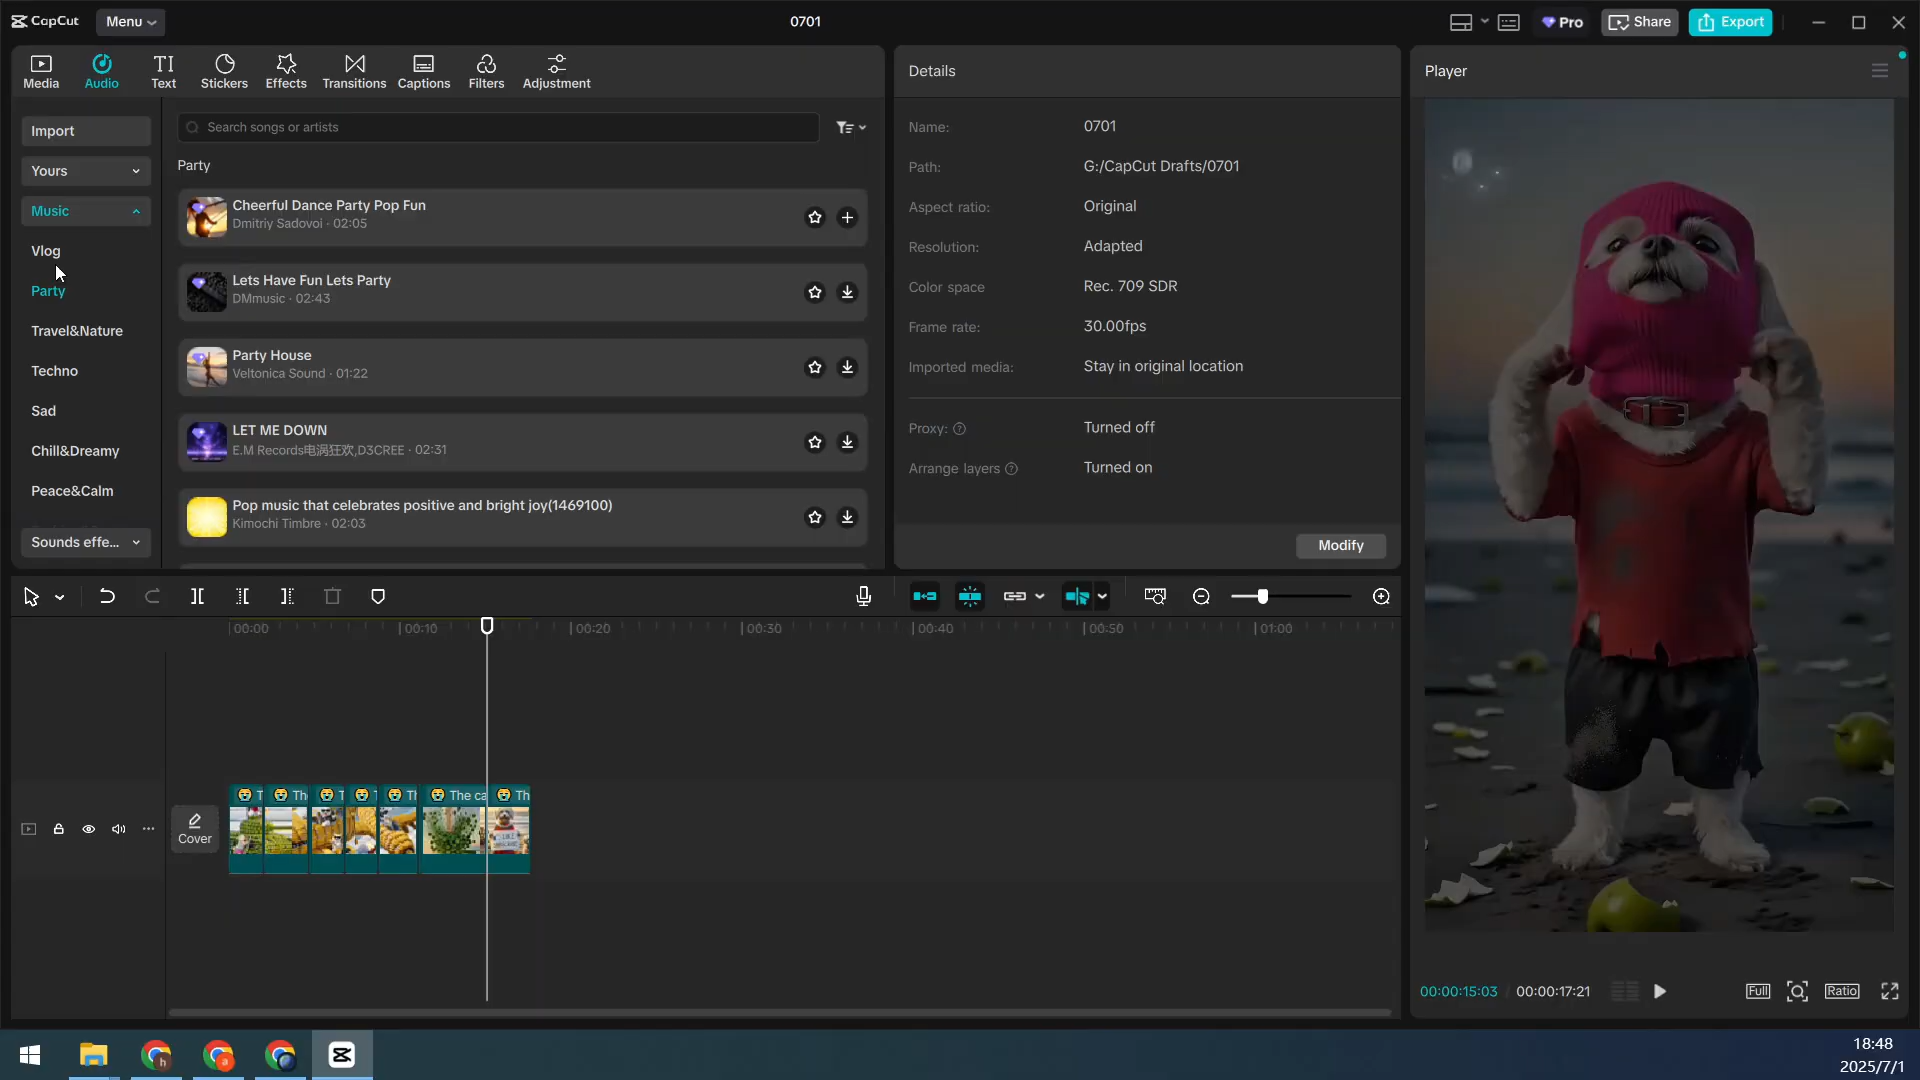 CapCut
Menu
0701
Pro
Share
Export
Media
Audio
Text
Stickers
Effects
Transitions
Captions
Filters
Adjustment
Import
Yours
Music
Vlog
Party
Travel&Nature
Techno
Sad
Chill&Dreamy
Peace&Calm
Sounds effe...
Search songs or artists
Party
Cheerful Dance Party Pop Fun
Dmitriy Sadovoi · 02:05
Lets Have Fun Lets Party
DMmusic · 02:43
Party House
Veltonica Sound · 01:22
LET ME DOWN
E.M Records电涡狂欢,D3CREE · 02:31
Pop music that celebrates positive and bright joy(1469100)
Kimochi Timbre · 02:03
Details
Name: 0701
Path: G:/CapCut Drafts/0701
Aspect ratio: Original
Resolution: Adapted
Color space Rec. 709 SDR
Frame rate: 30.00fps
Imported media: Stay in original location
Proxy: Turned off
Arrange layers Turned on
Modify
Player
00:00 00:10 00:20 00:30 00:40 00:50 01:00
Cover
T Th T T Th The ca Th
00:00:15:03 00:00:17:21
Full
Ratio
18:48
2025/7/1